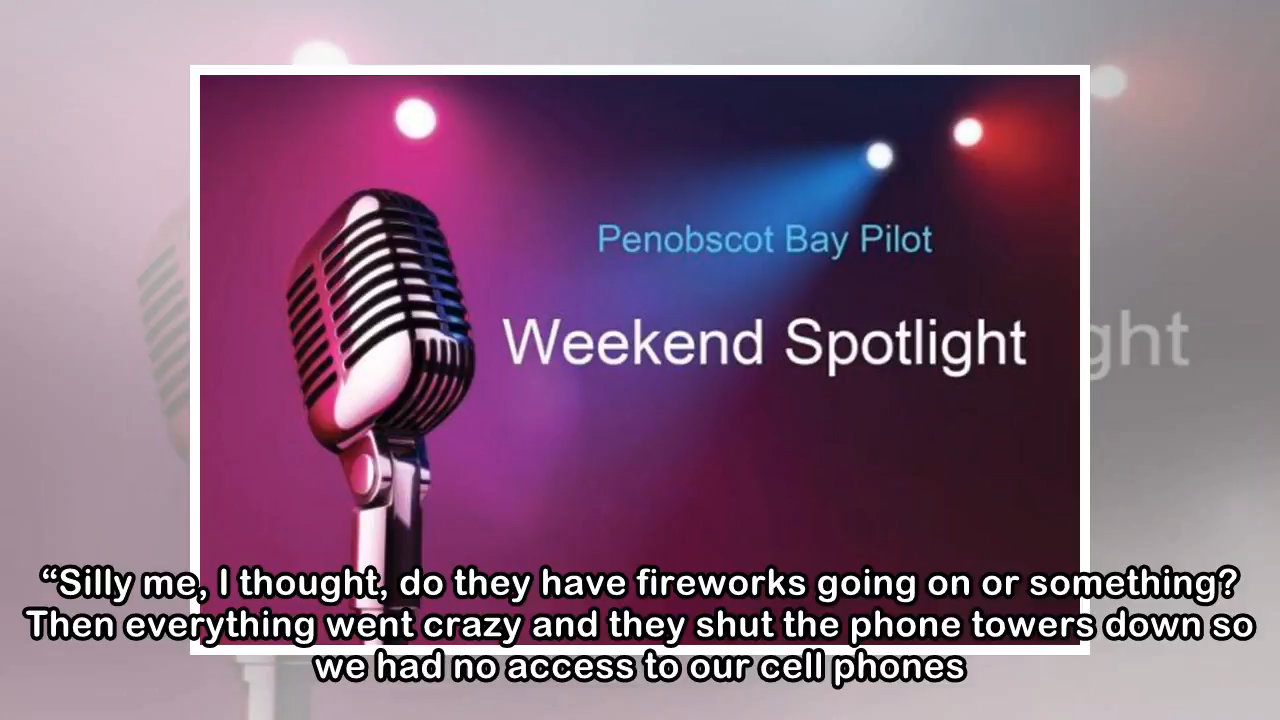 Penobscot Bay Pilot
Weekend Spotlight
ght
“Silly me, I thought, do they have fireworks going on or something?
Then everything went crazy and they shut the phone towers down so
we had no access to our cell phones